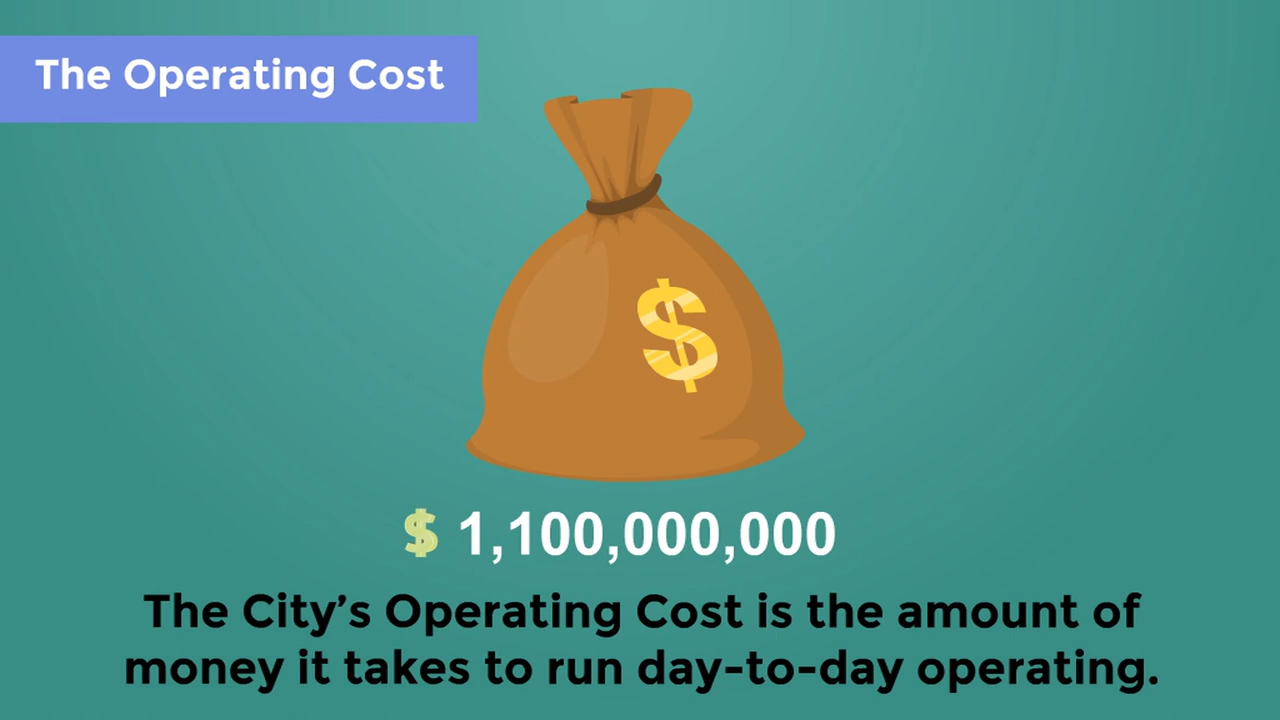 The Operating Cost
$
$ 1,100,000,000
The City’s Operating Cost is the amount of
money it takes to run day-to-day operating.